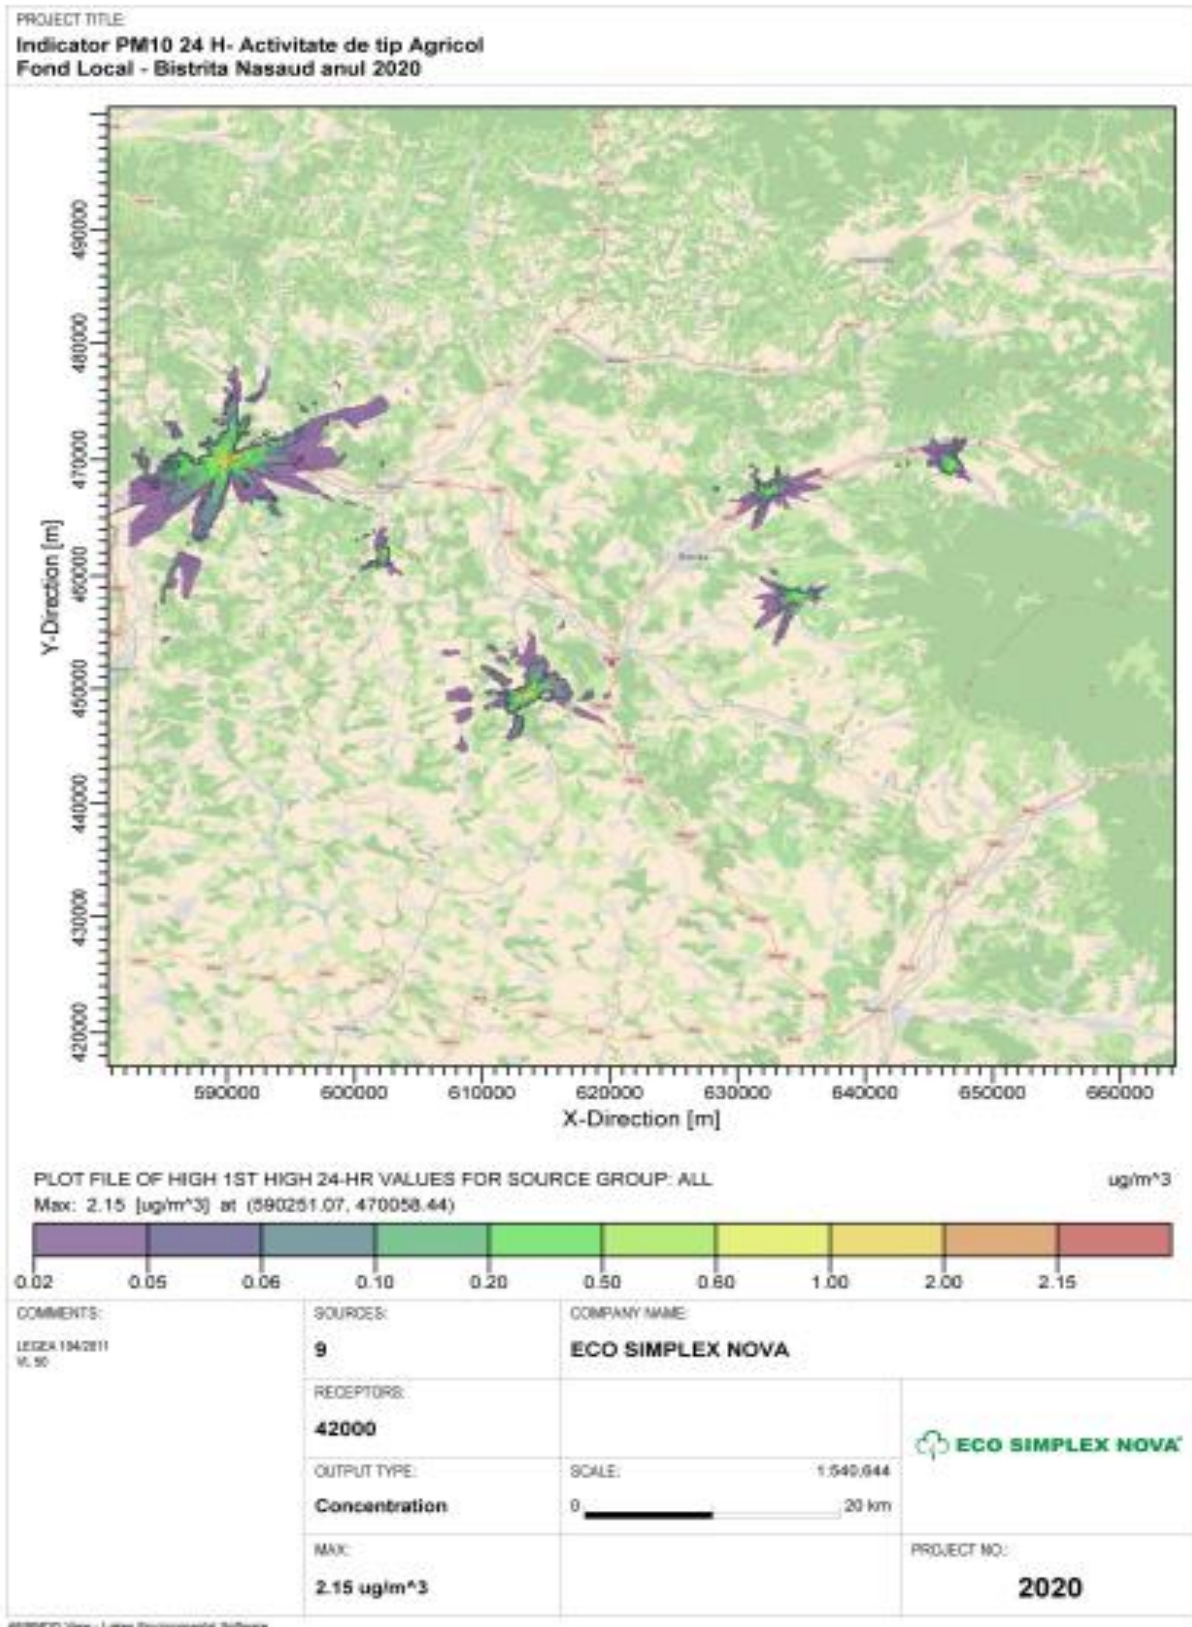 PROJECT TITLE:
Indicator PM10 24 H- Activitate de tip Agricol
Fond Local - Bistrita Nasaud anul 2020
Y-Direction [m]
490000
480000
470000
460000
450000
440000
430000
420000
590000 600000 610000 620000 630000 640000 650000 660000
X-Direction [m]
PLOT FILE OF HIGH 1ST HIGH 24-HR VALUES FOR SOURCE GROUP: ALL ug/m^3
Max: 2.15 [ug/m^3] at (590251.07, 470058.44)
0.02 0.05 0.06 0.10 0.20 0.50 0.60 1.00 2.00 2.15
COMMENTS:
LEGEA 104/2011
VL 50
SOURCES:
9
COMPANY NAME:
ECO SIMPLEX NOVA
RECEPTORS:
42000
OUTPUT TYPE:
Concentration
SCALE: 1:540,644
0 20 km
ECO SIMPLEX NOVA
MAX:
2.15 ug/m^3
PROJECT NO.:
2020